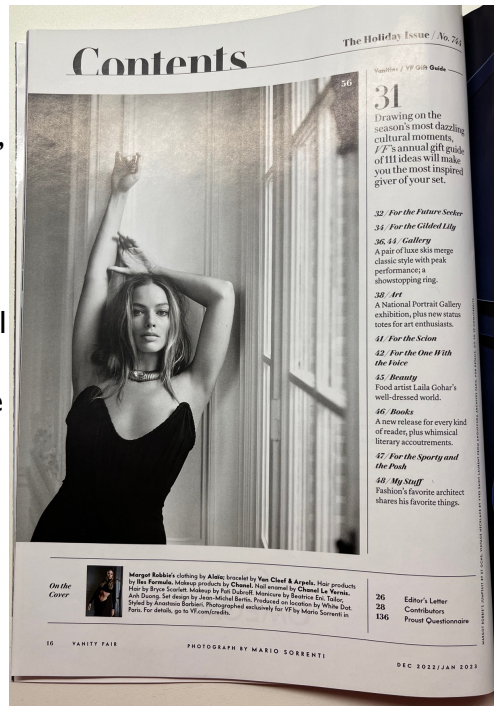 Contents
The Holiday Issue / No. 744
56
Vanities / VF Gift Guide
31
Drawing on the
season's most dazzling
cultural moments,
VF's annual gift guide
of 111 ideas will make
you the most inspired
giver of your set.
32 / For the Future Seeker
34 / For the Gilded Lily
36, 44 / Gallery
A pair of luxe skis merge
classic style with peak
performance; a
showstopping ring.
38 / Art
A National Portrait Gallery
exhibition, plus new status
totes for art enthusiasts.
41 / For the Scion
42 / For the One With
the Voice
45 / Beauty
Food artist Laila Gohar's
well-dressed world.
46 / Books
A new release for every kind
of reader, plus whimsical
literary accoutrements.
47 / For the Sporty and
the Posh
48 / My Stuff
Fashion's favorite architect
shares his favorite things.
On the
Cover
Margot Robbie's clothing by Alaïa; bracelet by Van Cleef & Arpels. Hair products
by Iles Formula. Makeup products by Chanel. Nail enamel by Chanel Le Vernis.
Hair by Bryce Scarlett. Makeup by Pati Dubroff. Manicure by Beatrice Eni. Tailor,
Anh Duong. Set design by Jean-Michel Bertin. Produced on location by White Dot.
Styled by Anastasia Barbieri. Photographed exclusively for VF by Mario Sorrenti in
Paris. For details, go to VF.com/credits.
26 Editor's Letter
28 Contributors
136 Proust Questionnaire
16 VANITY FAIR
PHOTOGRAPH BY MARIO SORRENTI
DEC 2022/JAN 2023